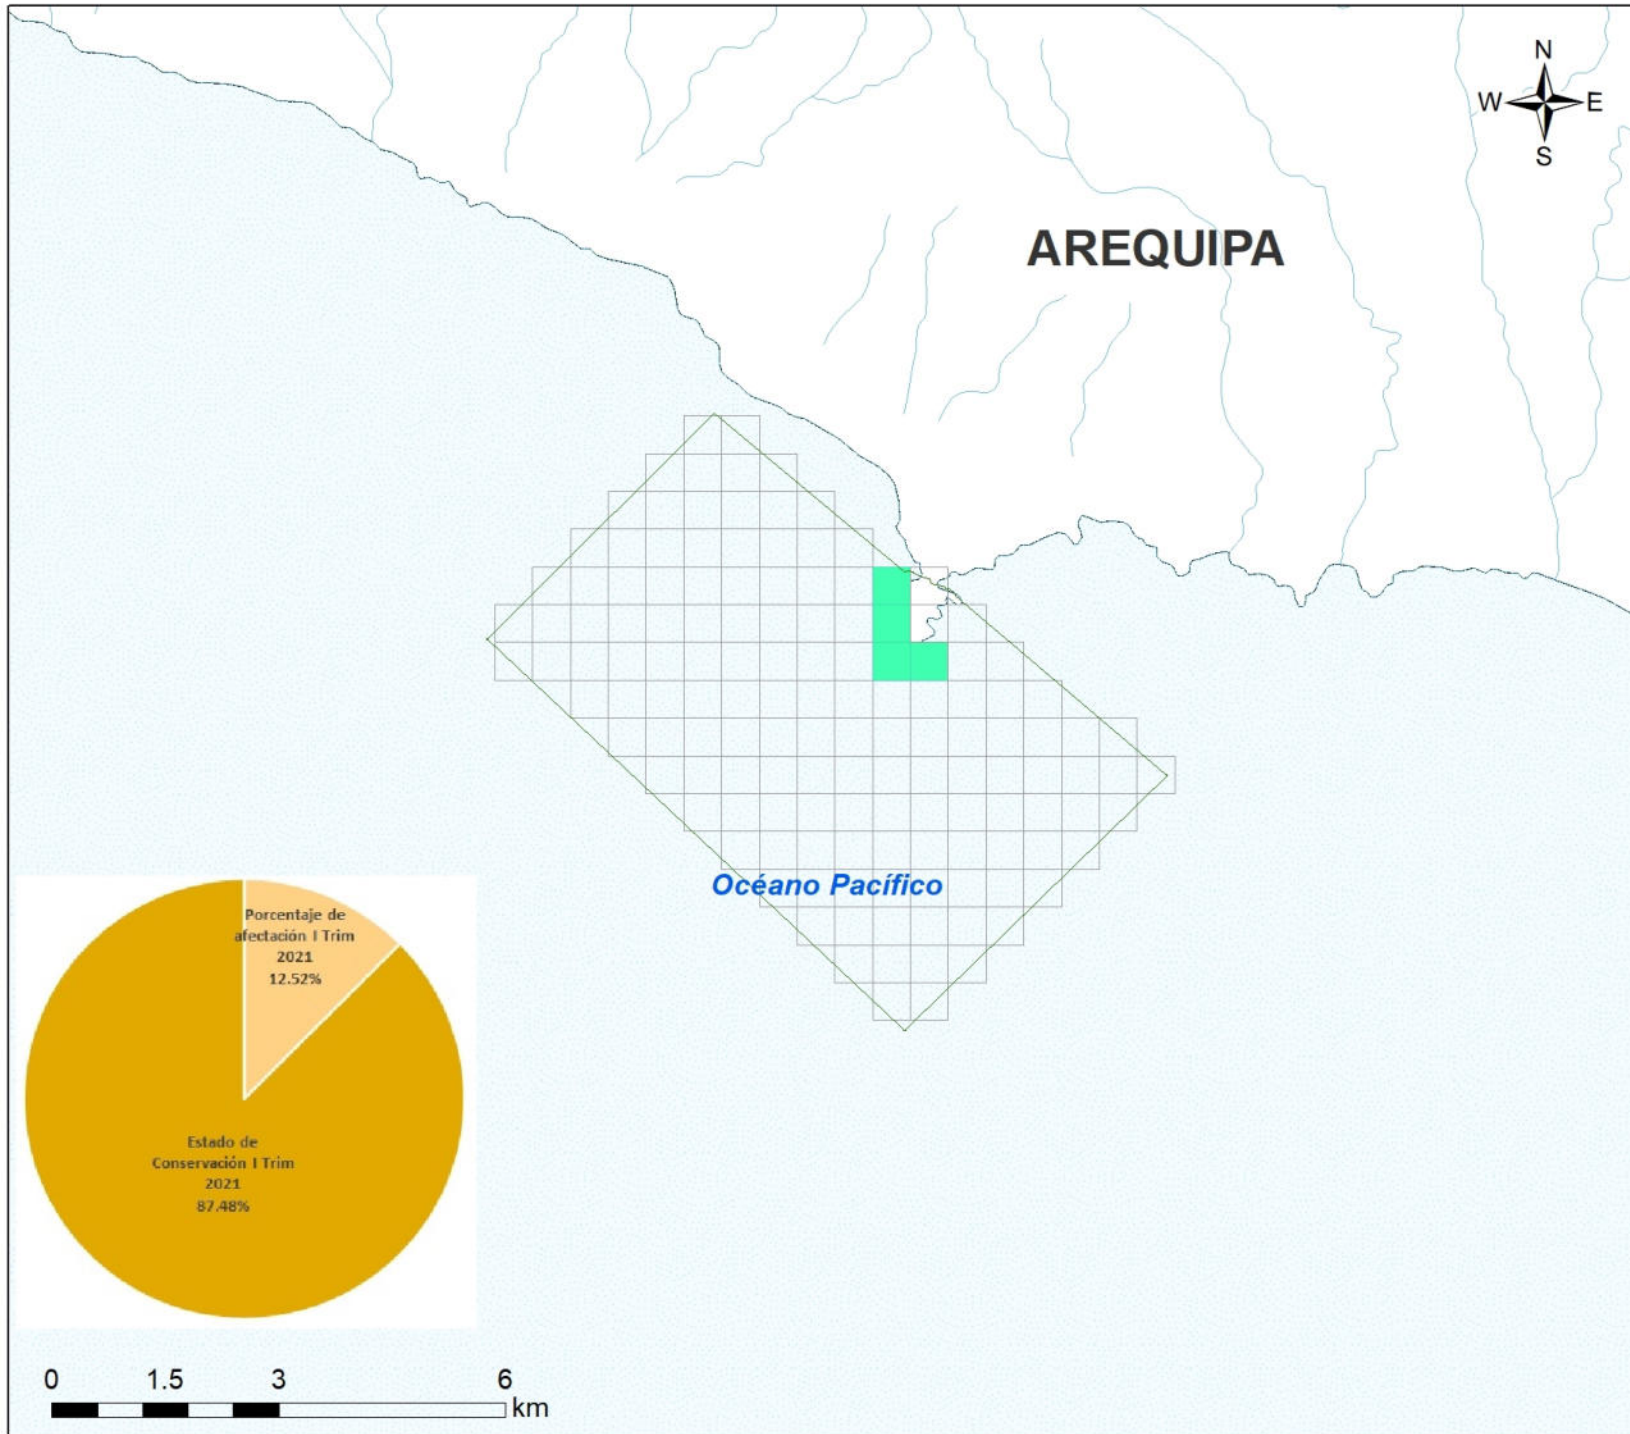 N
W E
S
AREQUIPA
Océano Pacífico
Porcentaje de
afectación I Trim
2021
12.52%
Estado de
Conservación I Trim
2021
87.48%
0 1.5 3 6
km